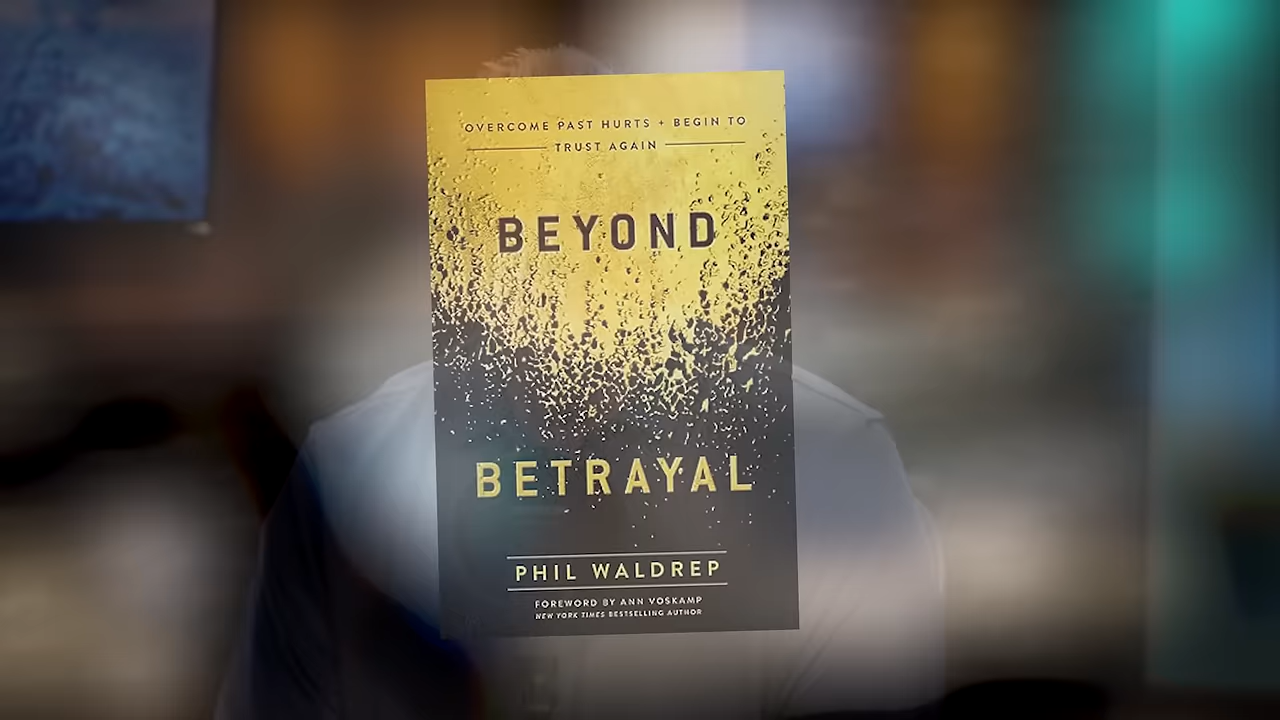 OVERCOME PAST HURTS + BEGIN TO
TRUST AGAIN
BEYOND
BETRAYAL
PHIL WALDREP
FOREWORD BY ANN VOSKAMP
NEW YORK TIMES BESTSELLING AUTHOR